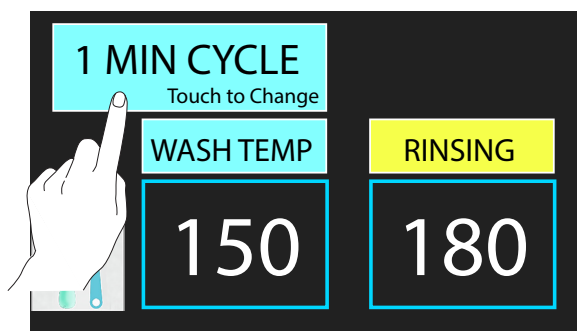 1 MIN CYCLE
Touch to Change
WASH TEMP
RINSING
150
180